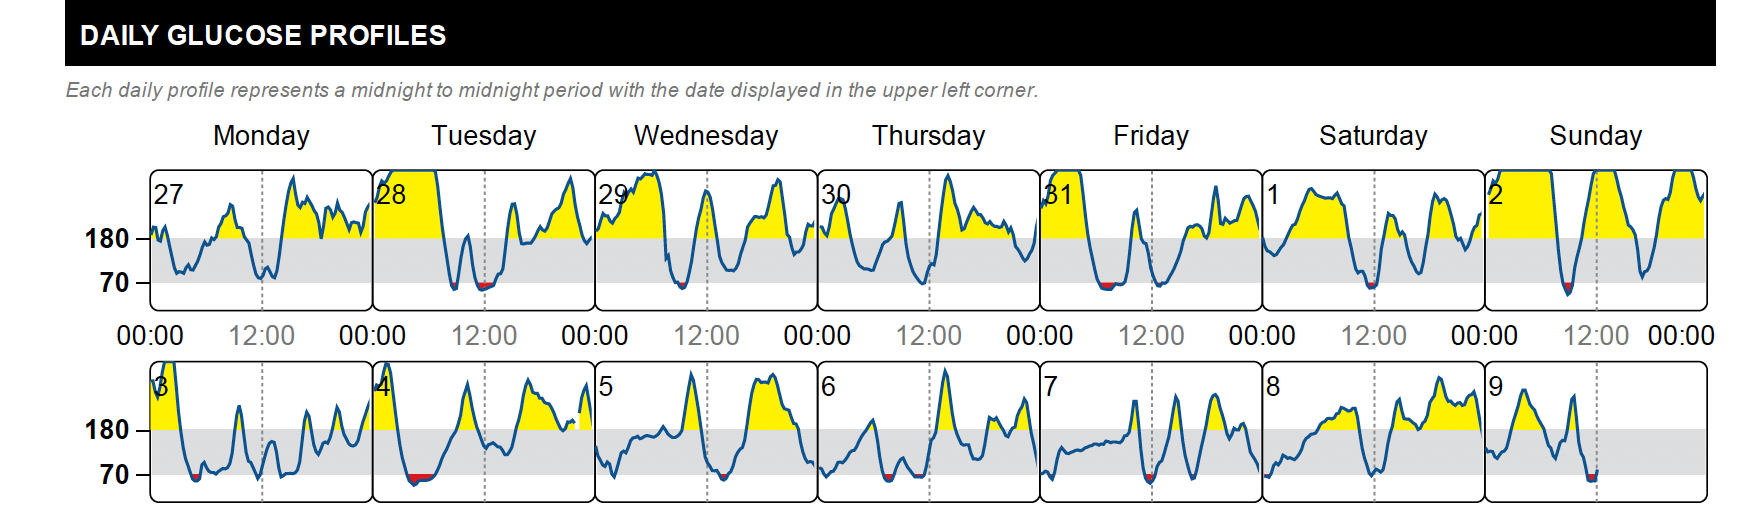 DAILY GLUCOSE PROFILES
Each daily profile represents a midnight to midnight period with the date displayed in the upper left corner.
Monday Tuesday Wednesday Thursday Friday Saturday Sunday
27 28 29 30 31 1 2
180
70
00:00 12:00 00:00 12:00 00:00 12:00 00:00 12:00 00:00 12:00 00:00 12:00 00:00 12:00 00:00
3 4 5 6 7 8 9
180
70